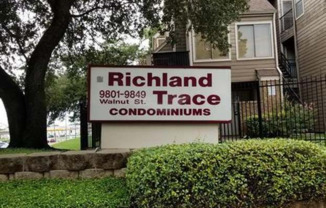 Richland
9801-9849 Trace
Walnut St.
CONDOMINIUMS